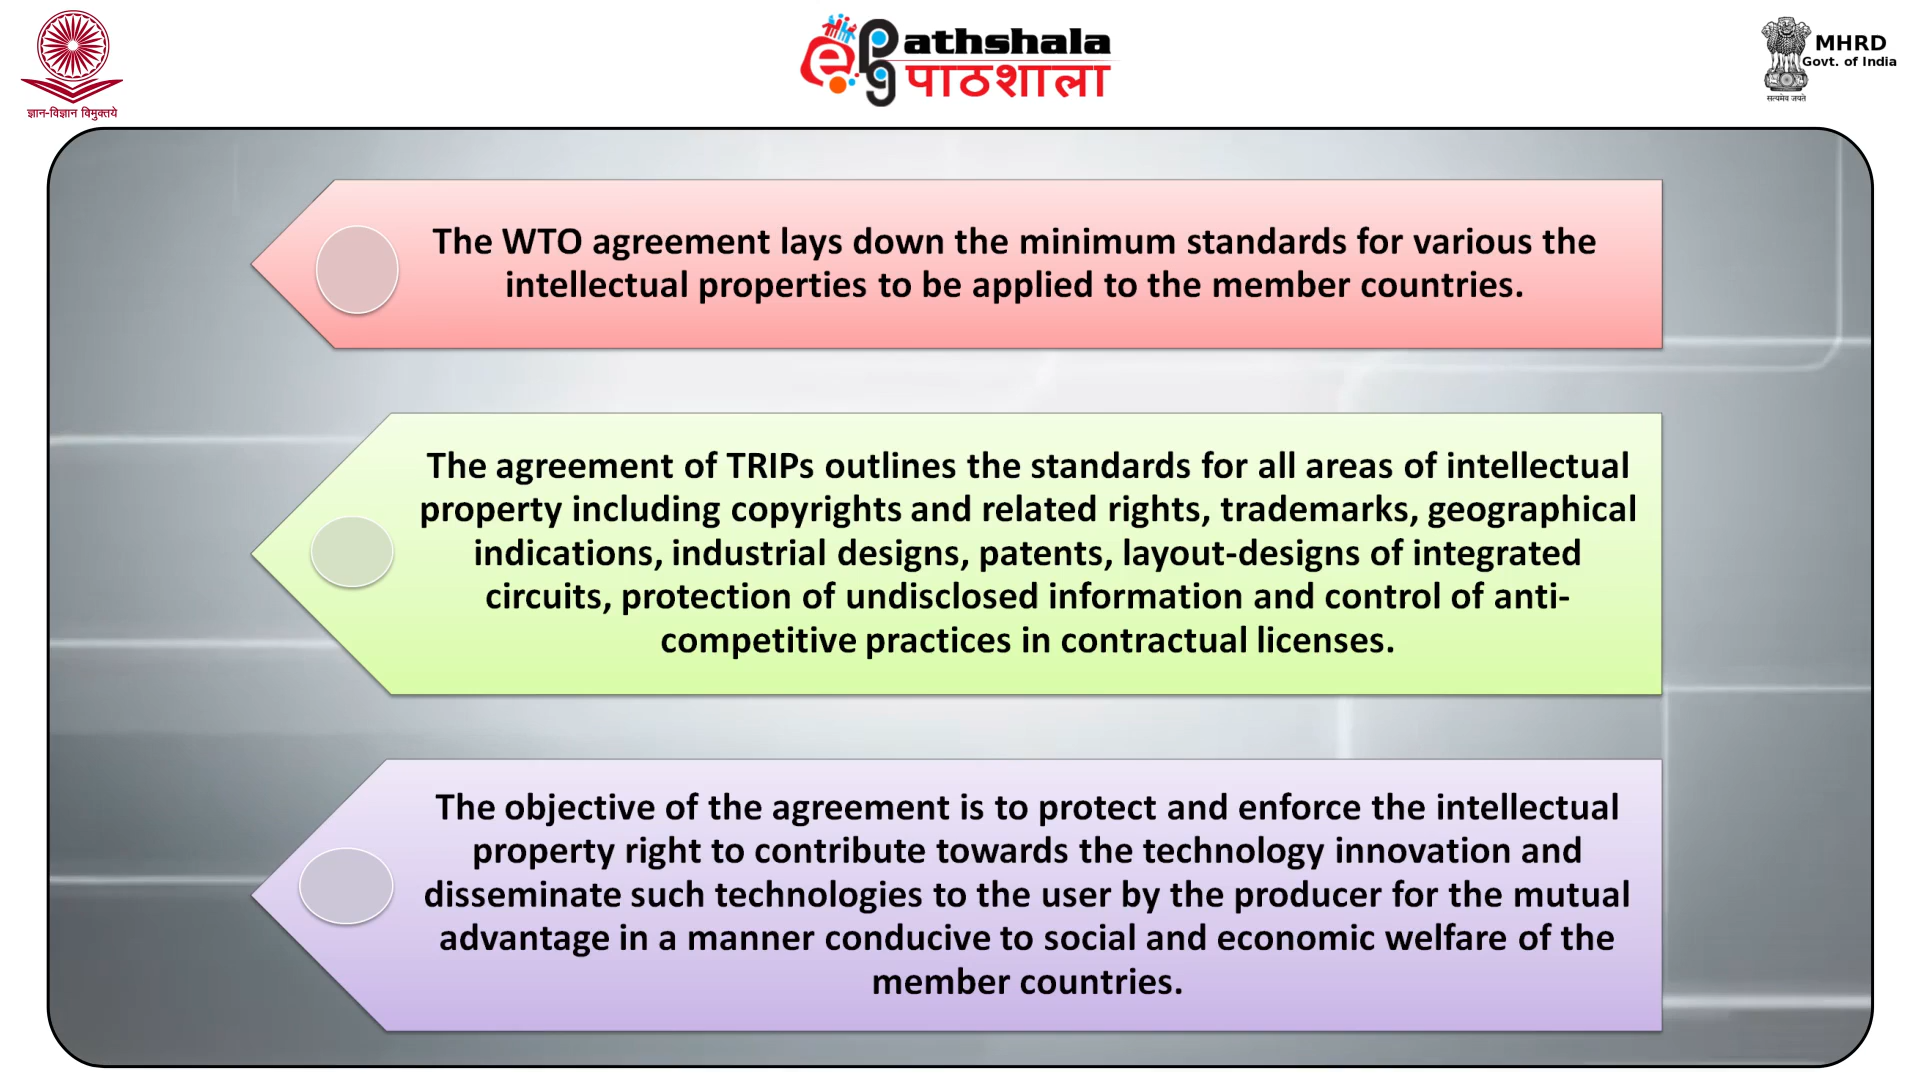 ज्ञान-विज्ञान विमुक्तये
e PG athshala
पाठशाला
MHRD
Govt. of India
सत्यमेव जयते
The WTO agreement lays down the minimum standards for various the
intellectual properties to be applied to the member countries.
The agreement of TRIPs outlines the standards for all areas of intellectual
property including copyrights and related rights, trademarks, geographical
indications, industrial designs, patents, layout-designs of integrated
circuits, protection of undisclosed information and control of anti-
competitive practices in contractual licenses.
The objective of the agreement is to protect and enforce the intellectual
property right to contribute towards the technology innovation and
disseminate such technologies to the user by the producer for the mutual
advantage in a manner conducive to social and economic welfare of the
member countries.